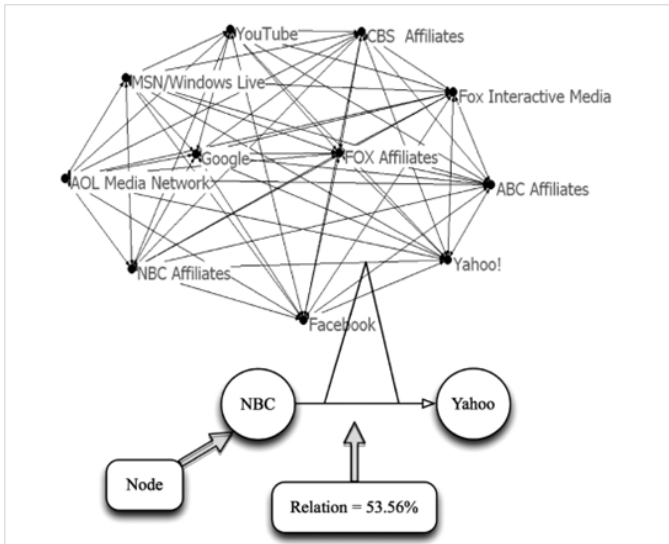 YouTube
CBS Affiliates
MSN/Windows Live
Fox Interactive Media
Google
FOX Affiliates
AOL Media Network
ABC Affiliates
NBC Affiliates
Yahoo!
Facebook
NBC
Yahoo
Node
Relation = 53.56%